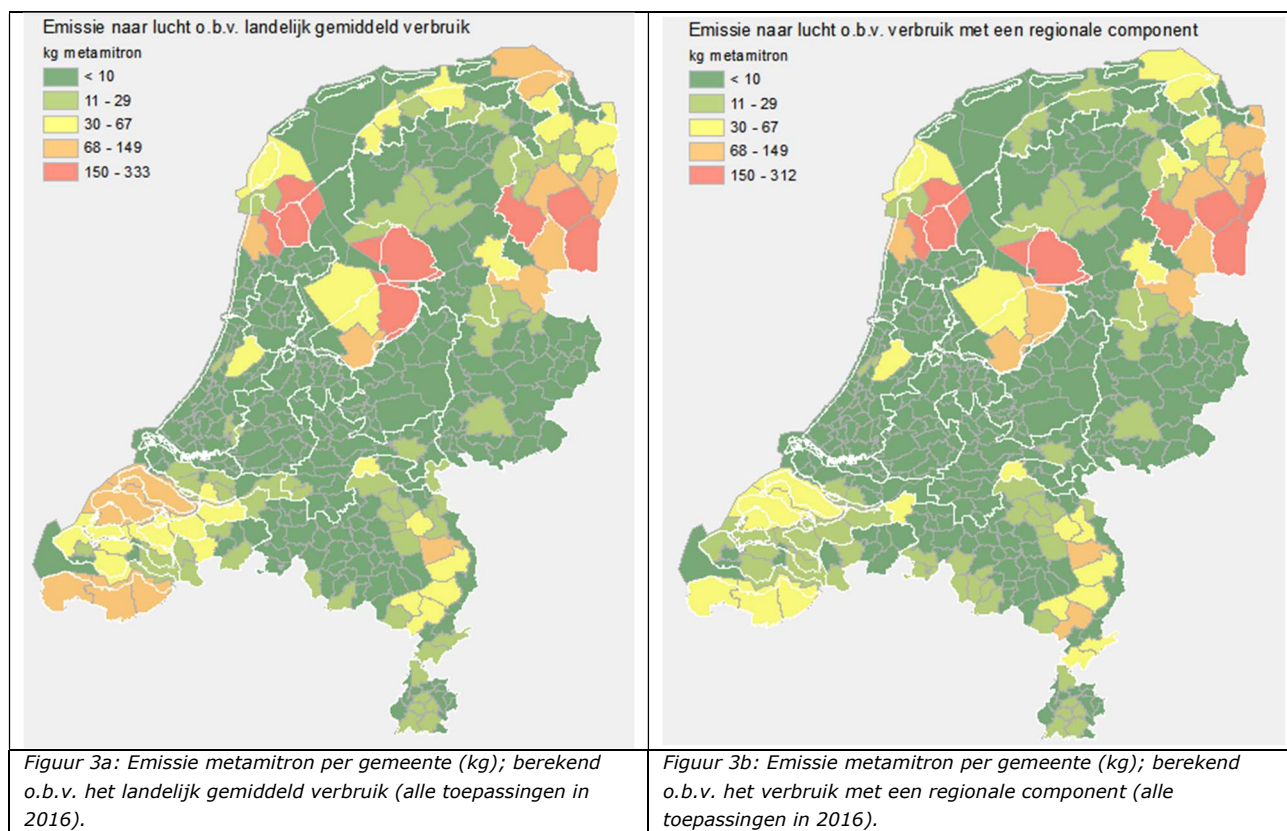 Emissie naar lucht o.b.v. landelijk gemiddeld verbruik
kg metamitron
< 10
11 - 29
30 - 67
68 - 149
150 - 333
Emissie naar lucht o.b.v. verbruik met een regionale component
kg metamitron
< 10
11 - 29
30 - 67
68 - 149
150 - 312
Figuur 3a: Emissie metamitron per gemeente (kg); berekend
o.b.v. het landelijk gemiddeld verbruik (alle toepassingen in
2016).
Figuur 3b: Emissie metamitron per gemeente (kg); berekend
o.b.v. het verbruik met een regionale component (alle
toepassingen in 2016).